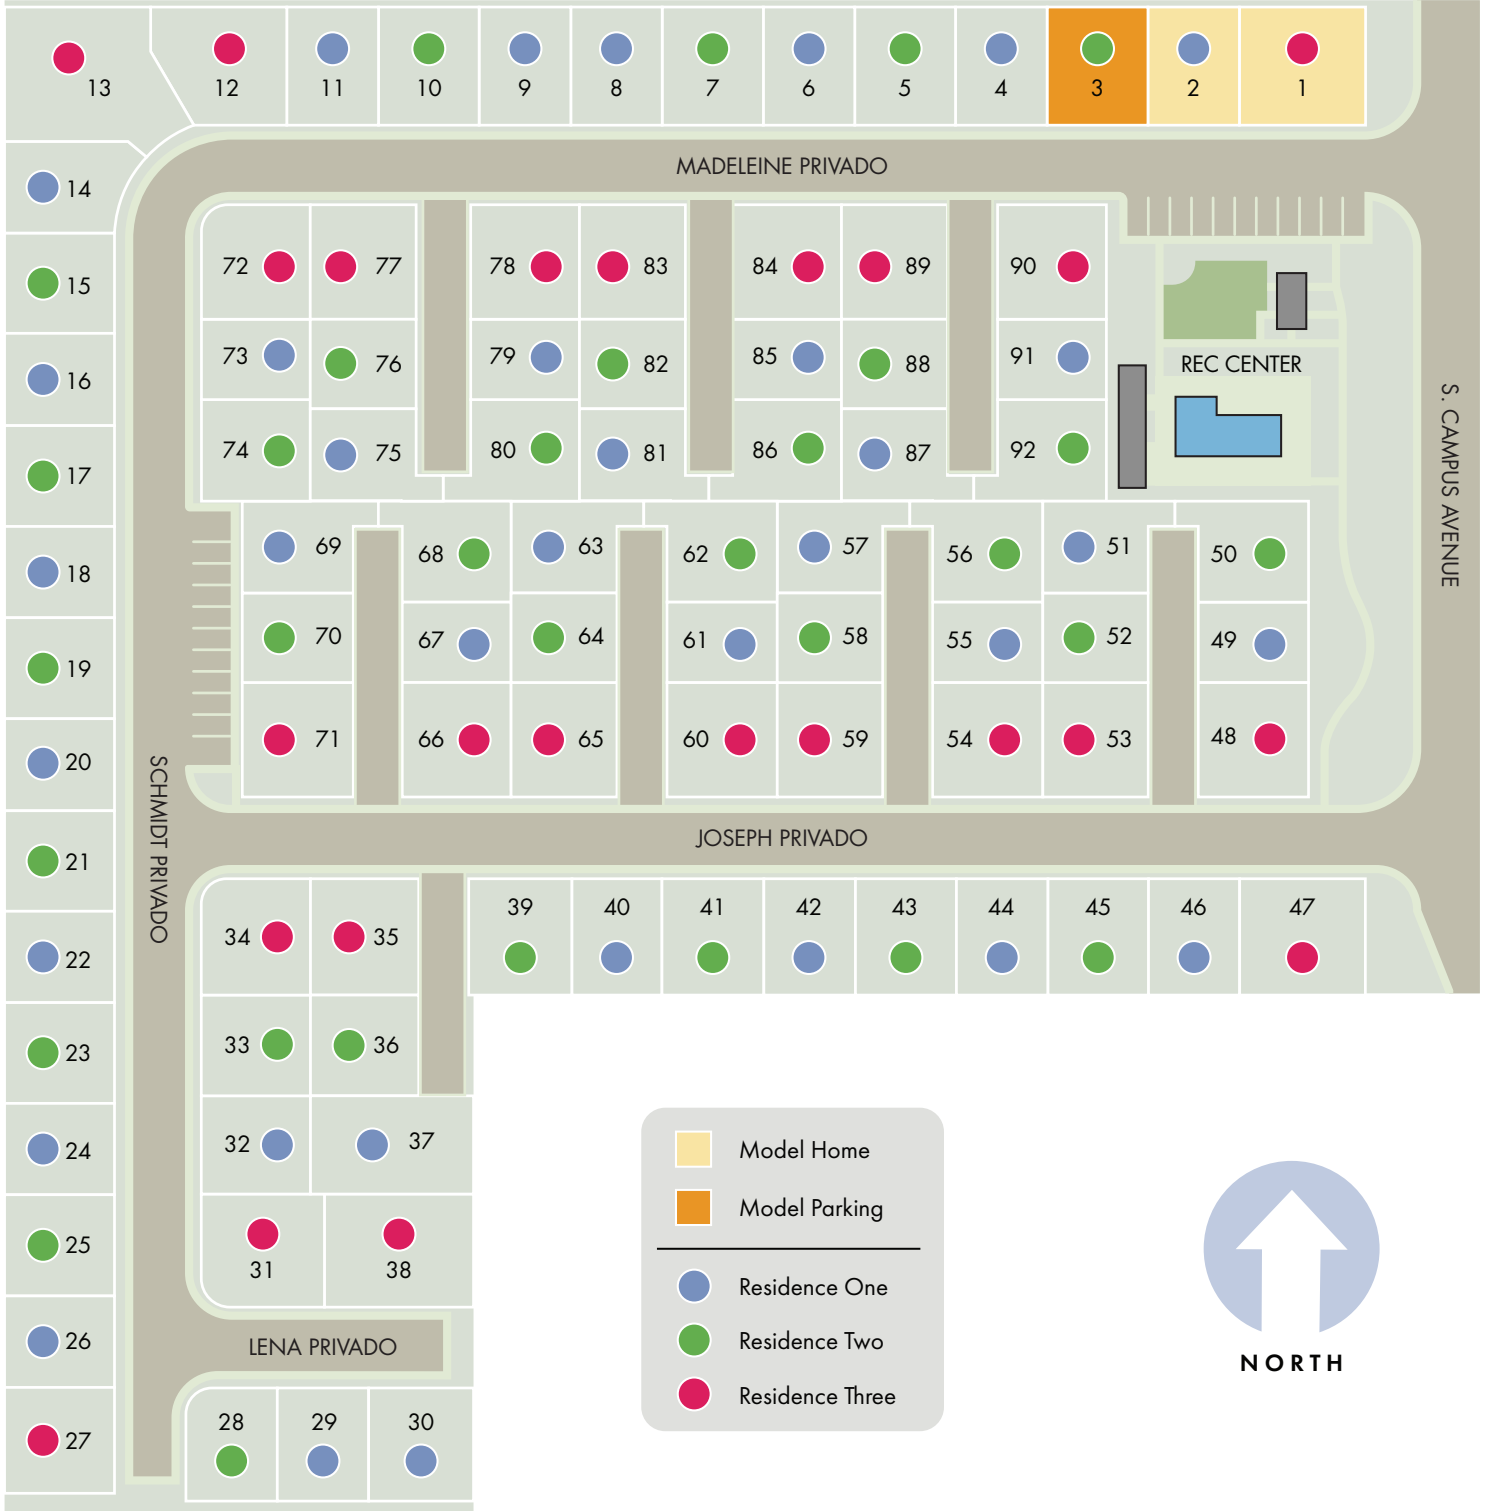 13 12 11 10 9 8 7 6 5 4 3 2 1
MADELEINE PRIVADO
14
15
16
17
18
19
20
21
22
23
24
25
26
27
SCHMIDT PRIVADO
72 77 78 83 84 89 90
73 76 79 82 85 88 91
74 75 80 81 86 87 92
REC CENTER
S. CAMPUS AVENUE
69 68 63 62 57 56 51 50
70 67 64 61 58 55 52 49
71 66 65 60 59 54 53 48
JOSEPH PRIVADO
34 35 39 40 41 42 43 44 45 46 47
33 36
32 37
31 38
LENA PRIVADO
28 29 30
Model Home
Model Parking
Residence One
Residence Two
Residence Three
NORTH